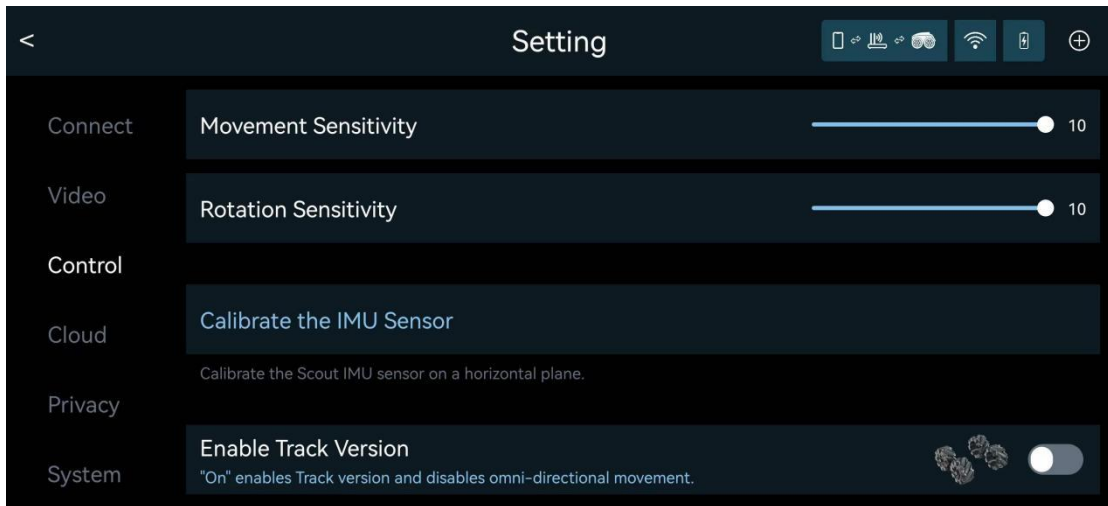 <
Setting
Connect
Movement Sensitivity
10
Video
Rotation Sensitivity
10
Control
Calibrate the IMU Sensor
Cloud
Calibrate the Scout IMU sensor on a horizontal plane.
Privacy
Enable Track Version
"On" enables Track version and disables omni-directional movement.
System